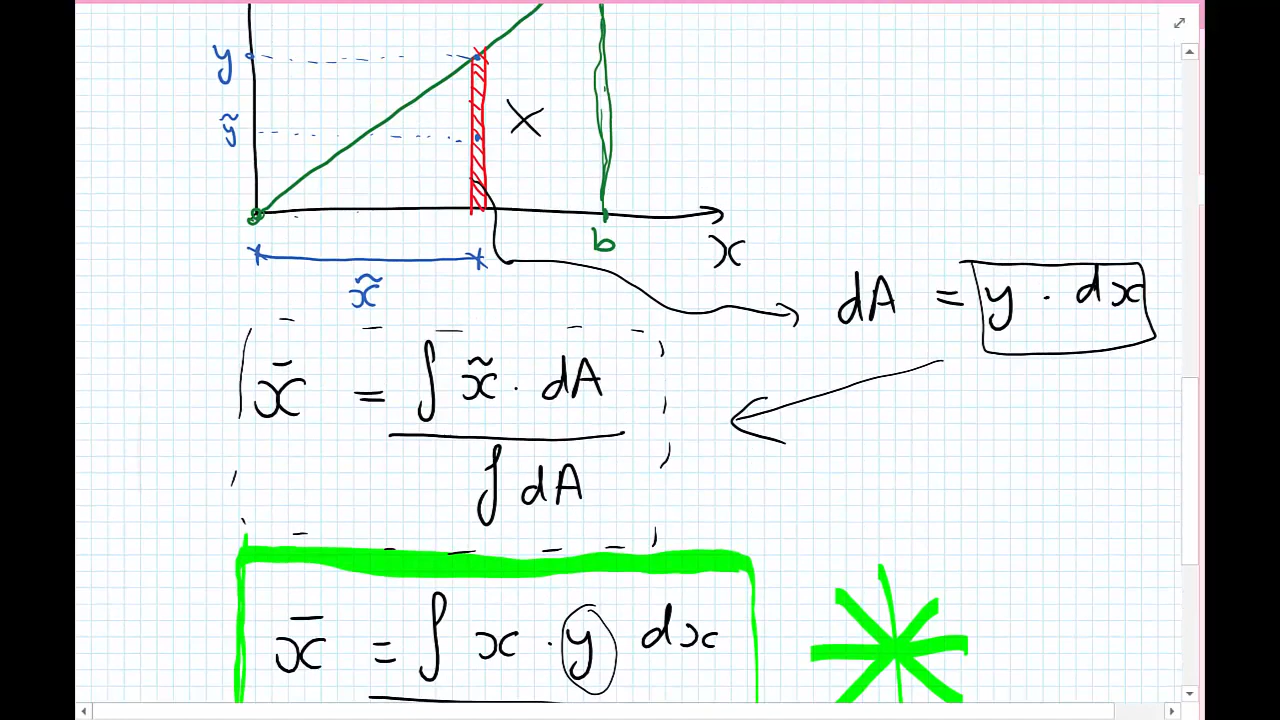 y
ỹ
b
x
x̃
dA = y · dx
x̄ = ∫ x̃ · dA
∫ dA
x̄ = ∫ x · y dx